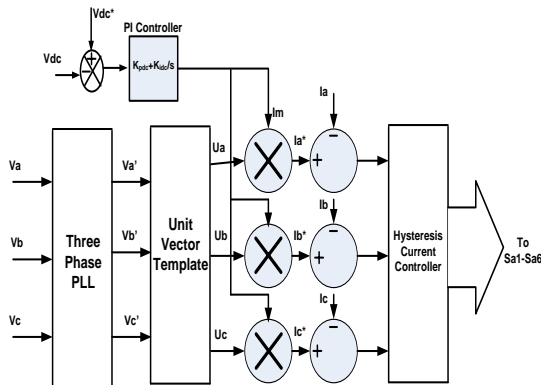 Vdc*
PI Controller
Vdc
+
−
Kpdc+Kidc/s
Im
Ia
Va
Va'
Ua
Ia*
+
−
Vb
Three
Phase
PLL
Vb'
Unit
Vector
Template
Ub
Ib
Ib*
+
−
Hysteresis
Current
Controller
To
Sa1-Sa6
Vc
Vc'
Uc
Ic
Ic*
+
−